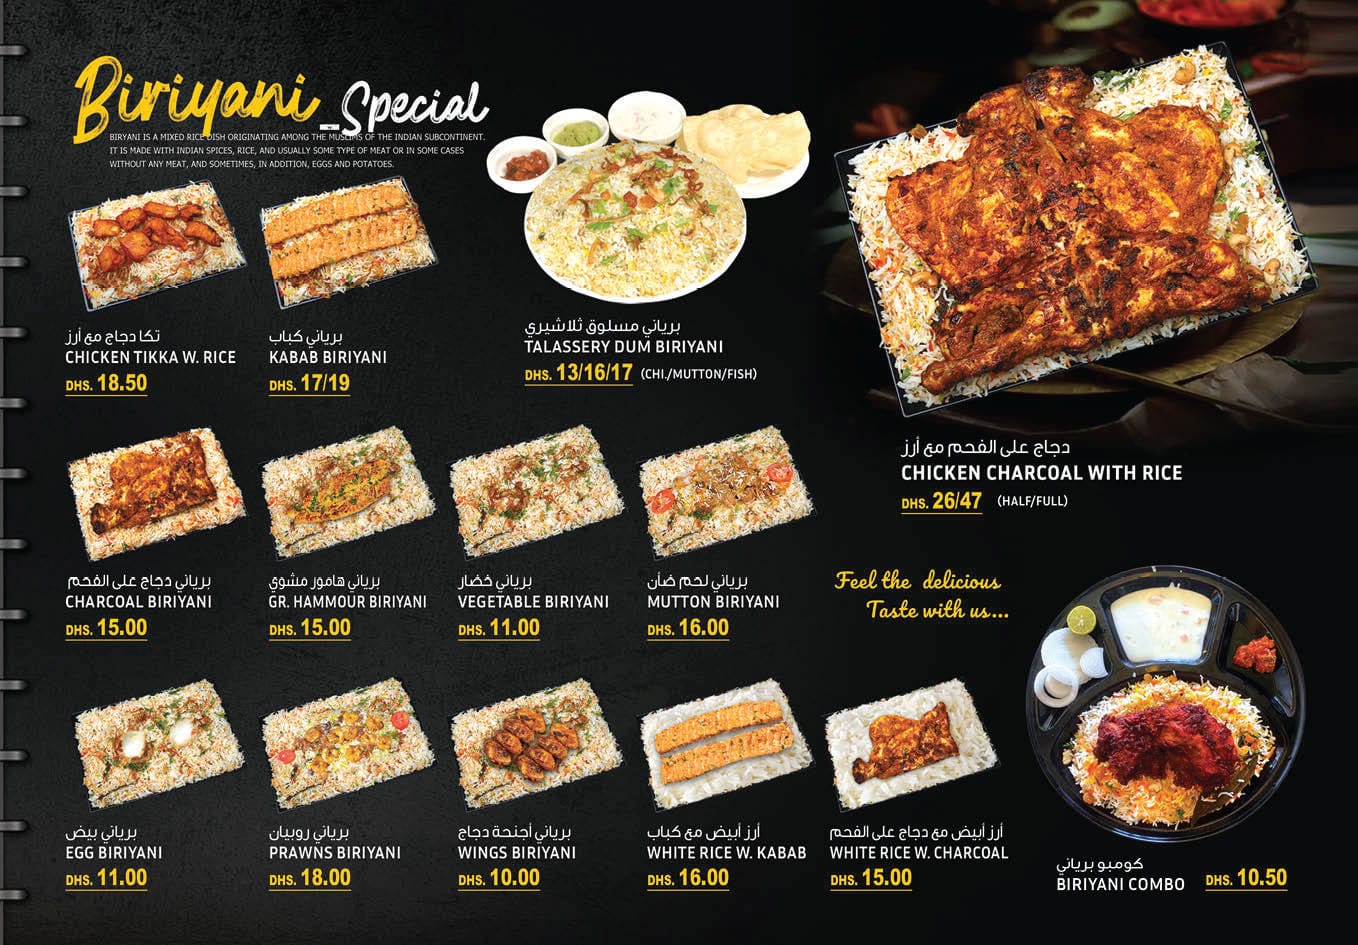 Biriyani
Special
BIRYANI IS A MIXED RICE DISH ORIGINATING AMONG THE MUSLIMS OF THE INDIAN SUBCONTINENT.
IT IS MADE WITH INDIAN SPICES, RICE, AND USUALLY SOME TYPE OF MEAT OR IN SOME CASES
WITHOUT ANY MEAT, AND SOMETIMES, IN ADDITION, EGGS AND POTATOES.
تكا دجاج مع أرز
CHICKEN TIKKA W. RICE
DHS. 18.50
برياني كباب
KABAB BIRIYANI
DHS. 17/19
برياني مسلوق ثلاشيري
TALASSERY DUM BIRIYANI
DHS. 13/16/17 (CHI./MUTTON/FISH)
دجاج على الفحم مع أرز
CHICKEN CHARCOAL WITH RICE
DHS. 26/47 (HALF/FULL)
برياني دجاج على الفحم
CHARCOAL BIRIYANI
DHS. 15.00
برياني هامور مشوي
GR. HAMMOUR BIRIYANI
DHS. 15.00
برياني خضار
VEGETABLE BIRIYANI
DHS. 11.00
برياني لحم ضأن
MUTTON BIRIYANI
DHS. 16.00
Feel the delicious
Taste with us...
برياني بيض
EGG BIRIYANI
DHS. 11.00
برياني روبيان
PRAWNS BIRIYANI
DHS. 18.00
برياني أجنحة دجاج
WINGS BIRIYANI
DHS. 10.00
أرز أبيض مع كباب
WHITE RICE W. KABAB
DHS. 16.00
أرز أبيض مع دجاج على الفحم
WHITE RICE W. CHARCOAL
DHS. 15.00
كومبو برياني
BIRIYANI COMBO DHS. 10.50